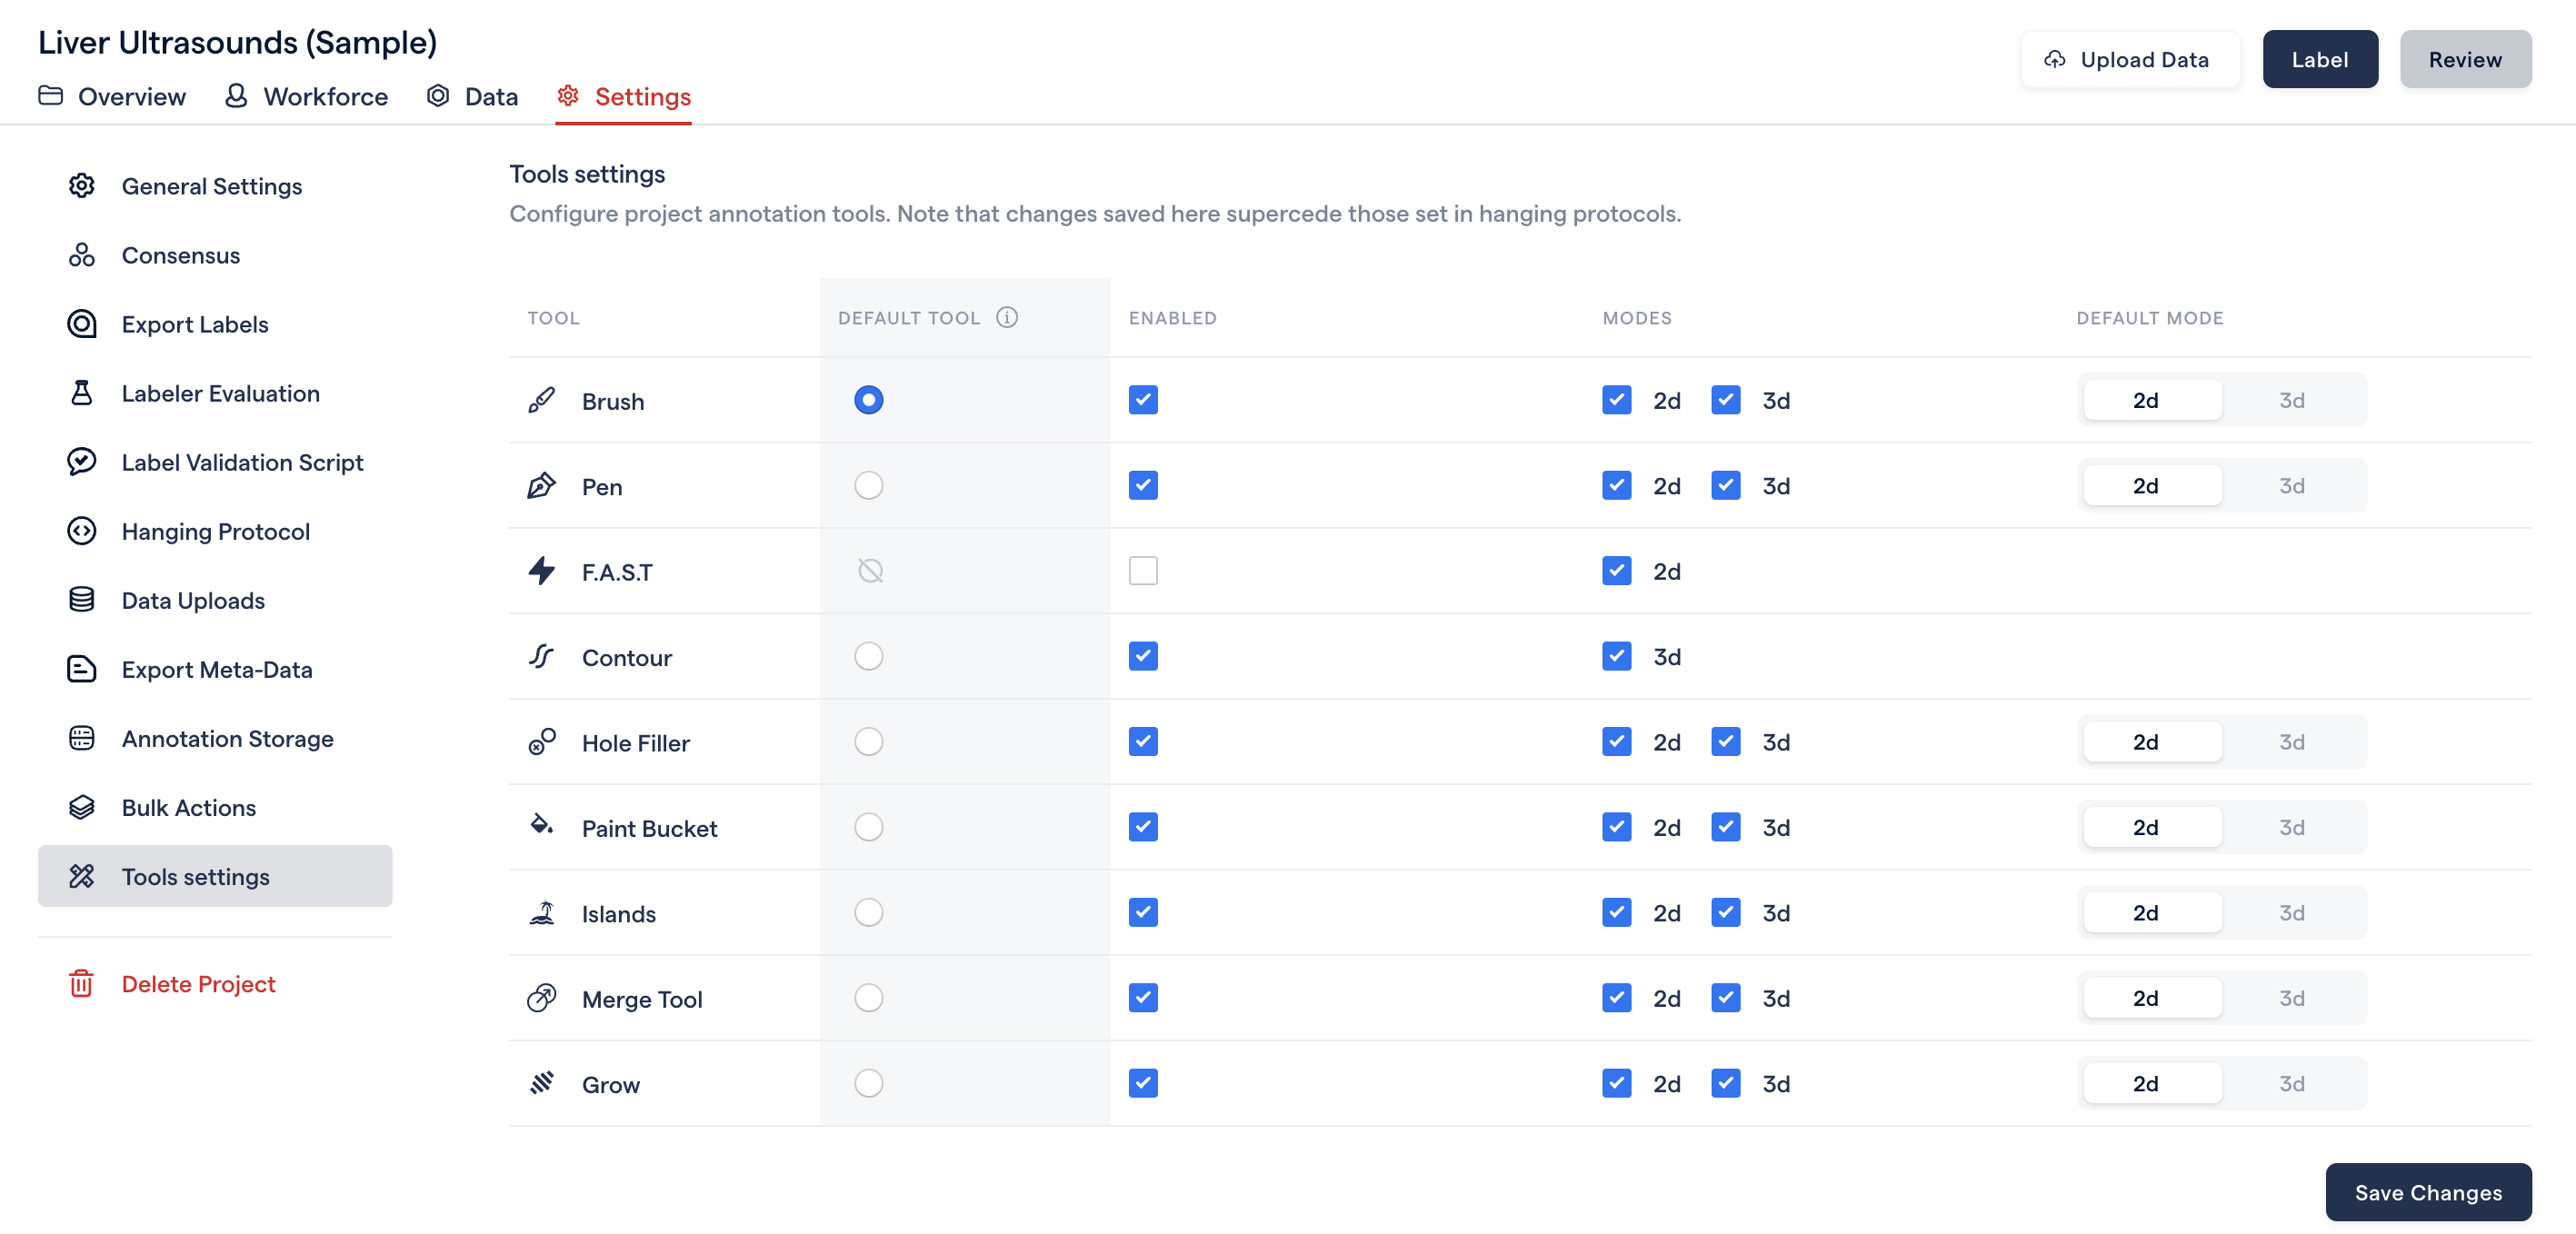 Liver Ultrasounds (Sample)
Upload Data
Label
Review
Overview
Workforce
Data
Settings
General Settings
Consensus
Export Labels
Labeler Evaluation
Label Validation Script
Hanging Protocol
Data Uploads
Export Meta-Data
Annotation Storage
Bulk Actions
Tools settings
Delete Project
Tools settings
Configure project annotation tools. Note that changes saved here supercede those set in hanging protocols.
TOOL DEFAULT TOOL ENABLED MODES DEFAULT MODE
Brush 2d 3d 2d 3d
Pen 2d 3d 2d 3d
F.A.S.T 2d
Contour 3d
Hole Filler 2d 3d 2d 3d
Paint Bucket 2d 3d 2d 3d
Islands 2d 3d 2d 3d
Merge Tool 2d 3d 2d 3d
Grow 2d 3d 2d 3d
Save Changes